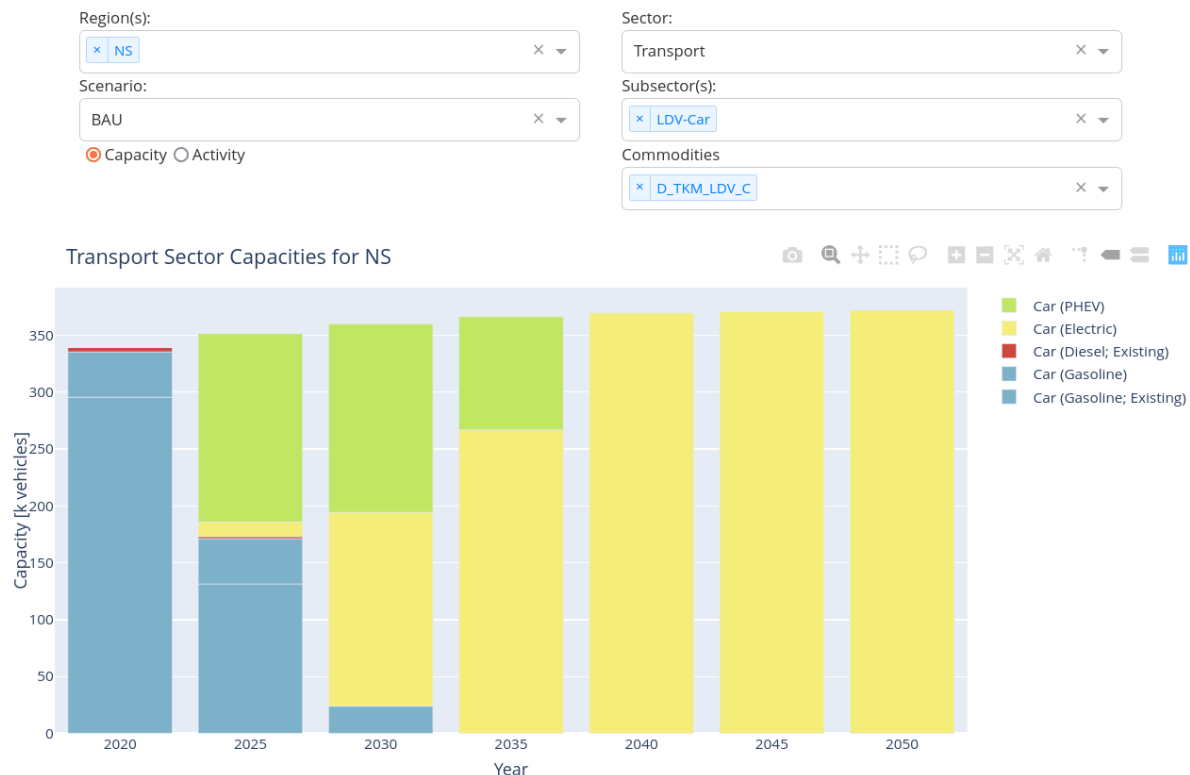 Region(s):
× NS
Scenario:
BAU
Capacity Activity
Sector:
Transport
Subsector(s):
× LDV-Car
Commodities
× D_TKM_LDV_C
Transport Sector Capacities for NS
Capacity [k vehicles]
350
300
250
200
150
100
50
0
2020 2025 2030 2035 2040 2045 2050
Year
Car (PHEV)
Car (Electric)
Car (Diesel; Existing)
Car (Gasoline)
Car (Gasoline; Existing)